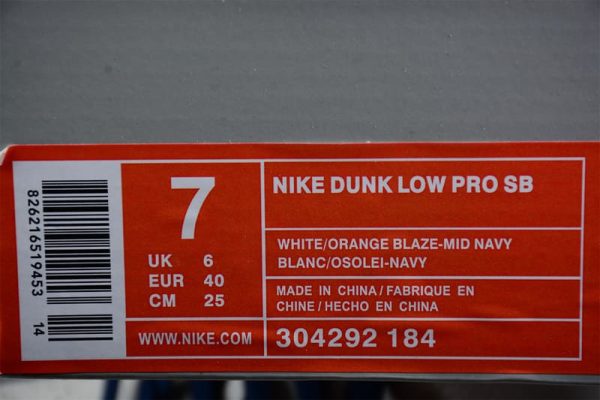 826216519453
14
7
UK 6
EUR 40
CM 25
WWW.NIKE.COM
NIKE DUNK LOW PRO SB
WHITE/ORANGE BLAZE-MID NAVY
BLANC/OSOLEI-NAVY
MADE IN CHINA / FABRIQUE EN
CHINE / HECHO EN CHINA
304292 184